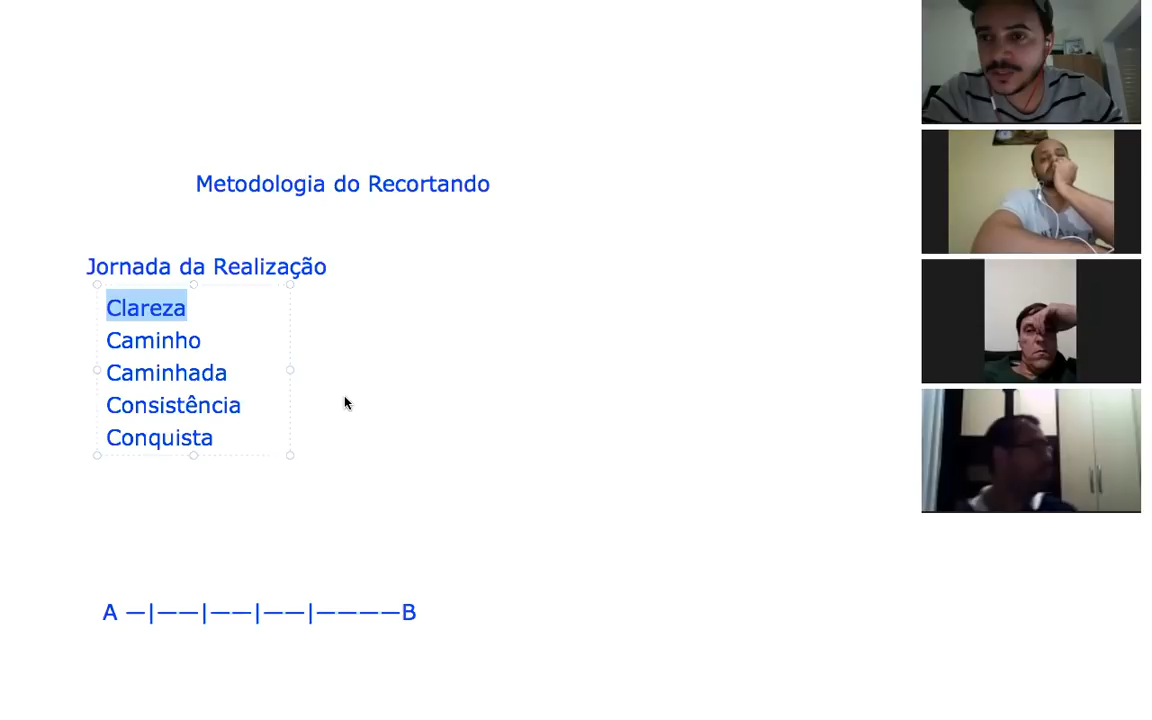 Metodologia do Recortando
Jornada da Realização
Clareza
Caminho
Caminhada
Consistência
Conquista
A —|——|——|——|————B